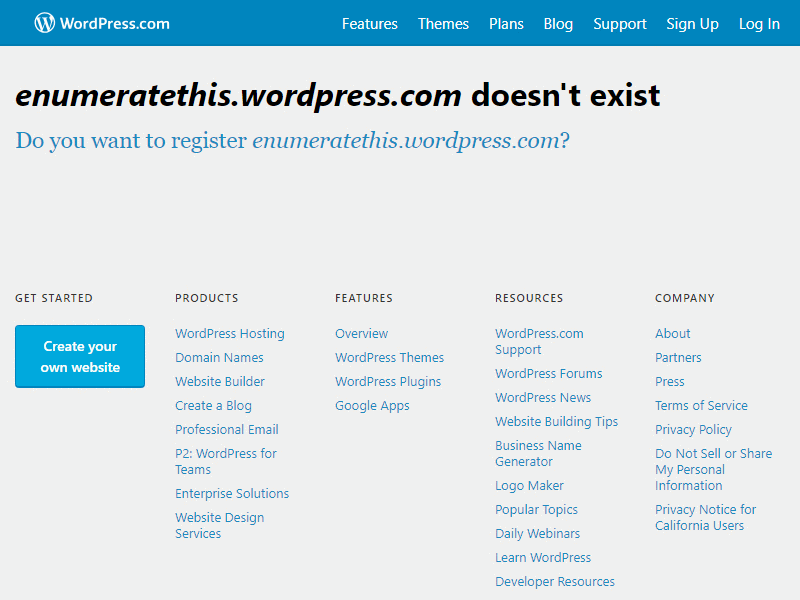 WordPress.com
Features Themes Plans Blog Support Sign Up Log In
enumeratethis.wordpress.com doesn't exist
Do you want to register enumeratethis.wordpress.com?
GET STARTED
Create your
own website
PRODUCTS
WordPress Hosting
Domain Names
Website Builder
Create a Blog
Professional Email
P2: WordPress for
Teams
Enterprise Solutions
Website Design
Services
FEATURES
Overview
WordPress Themes
WordPress Plugins
Google Apps
RESOURCES
WordPress.com
Support
WordPress Forums
WordPress News
Website Building Tips
Business Name
Generator
Logo Maker
Popular Topics
Daily Webinars
Learn WordPress
Developer Resources
COMPANY
About
Partners
Press
Terms of Service
Privacy Policy
Do Not Sell or Share
My Personal
Information
Privacy Notice for
California Users